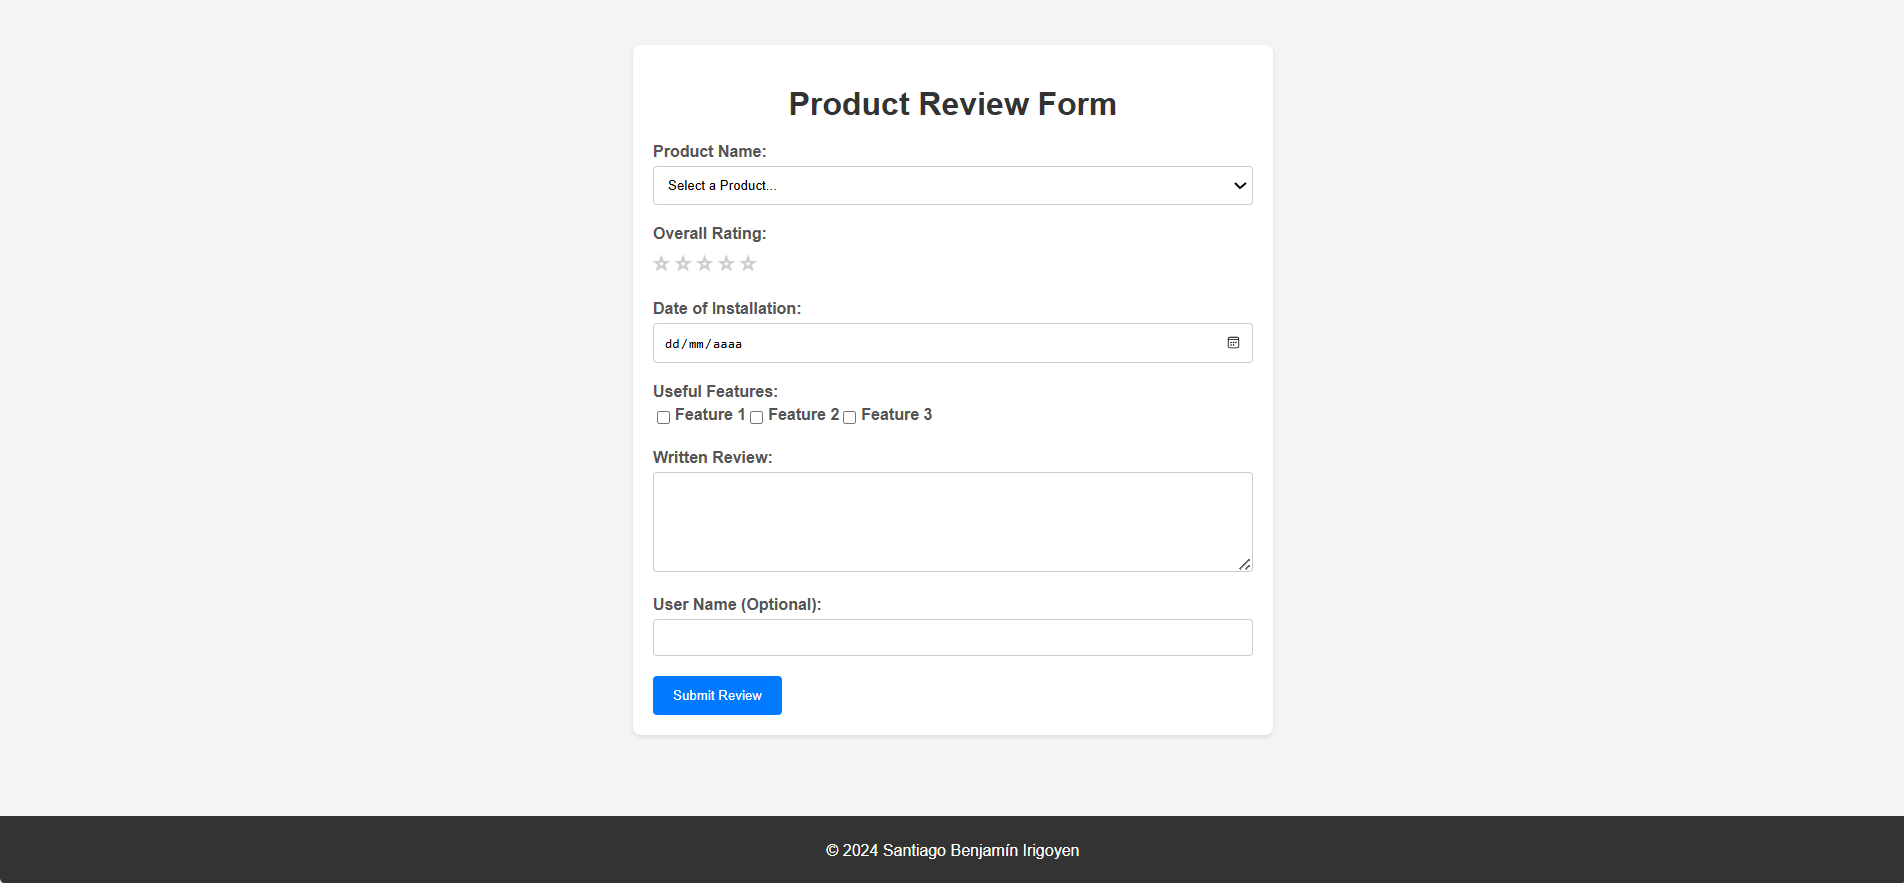 Product Review Form
Product Name:
Select a Product...
Overall Rating:
☆ ☆ ☆ ☆ ☆
Date of Installation:
dd/mm/aaaa
Useful Features:
Feature 1 Feature 2 Feature 3
Written Review:
User Name (Optional):
Submit Review
© 2024 Santiago Benjamín Irigoyen